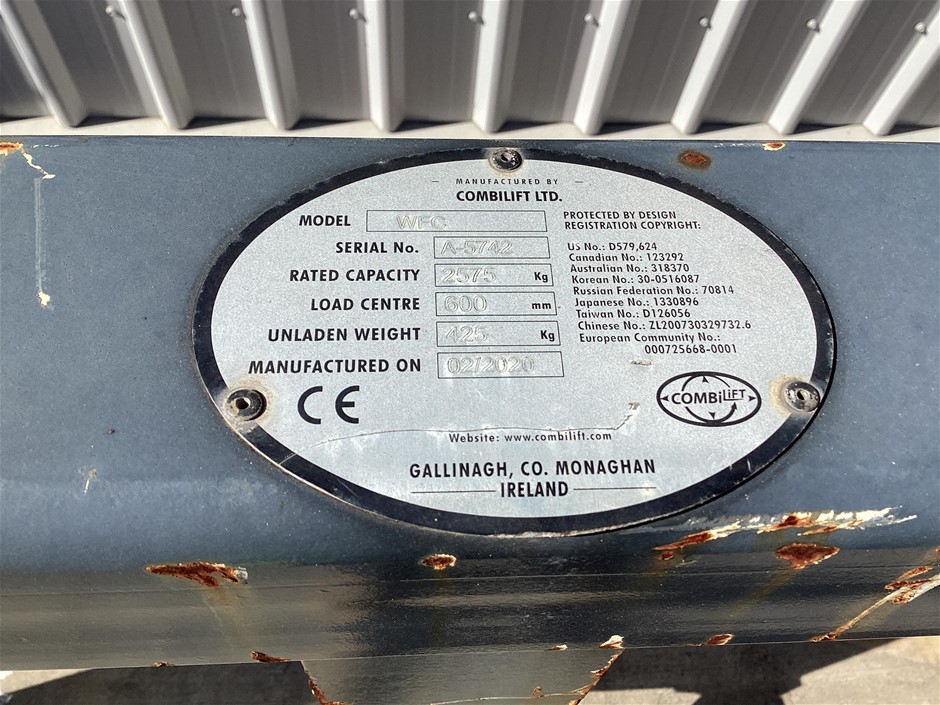 MANUFACTURED BY
COMBILIFT LTD.
MODEL WFC
SERIAL No. A-5742
RATED CAPACITY 2575 Kg
LOAD CENTRE 600 mm
UNLADEN WEIGHT 425 Kg
MANUFACTURED ON 02/2020
PROTECTED BY DESIGN
REGISTRATION COPYRIGHT:
US No.: D579,624
Canadian No.: 123292
Australian No.: 318370
Korean No.: 30-0516087
Russian Federation No.: 70814
Japanese No.: 1330896
Taiwan No.: D126056
Chinese No.: ZL200730329732.6
European Community No.:
000725668-0001
CE
COMBiLiFT
Website: www.combilift.com
GALLINAGH, CO. MONAGHAN
IRELAND